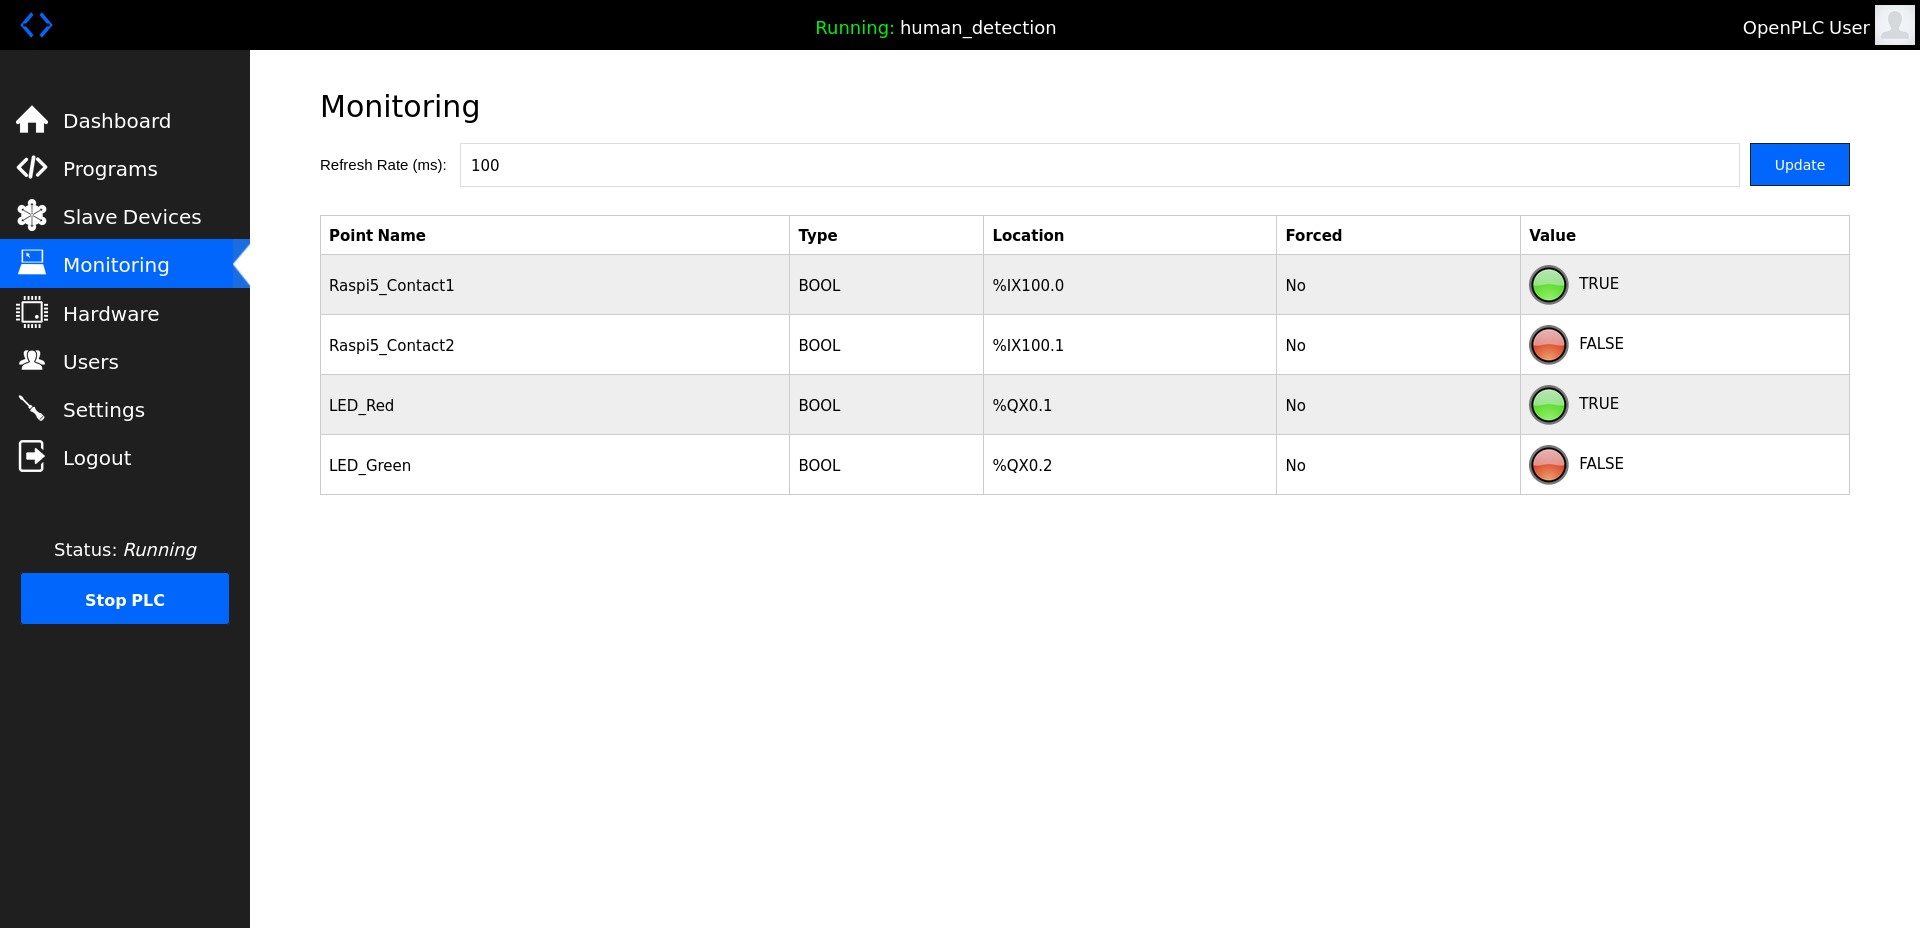 Running: human_detection
OpenPLC User
Dashboard
Programs
Slave Devices
Monitoring
Hardware
Users
Settings
Logout
Status: Running
Stop PLC
Monitoring
Refresh Rate (ms): 100 Update
Point Name Type Location Forced Value
Raspi5_Contact1 BOOL %IX100.0 No TRUE
Raspi5_Contact2 BOOL %IX100.1 No FALSE
LED_Red BOOL %QX0.1 No TRUE
LED_Green BOOL %QX0.2 No FALSE